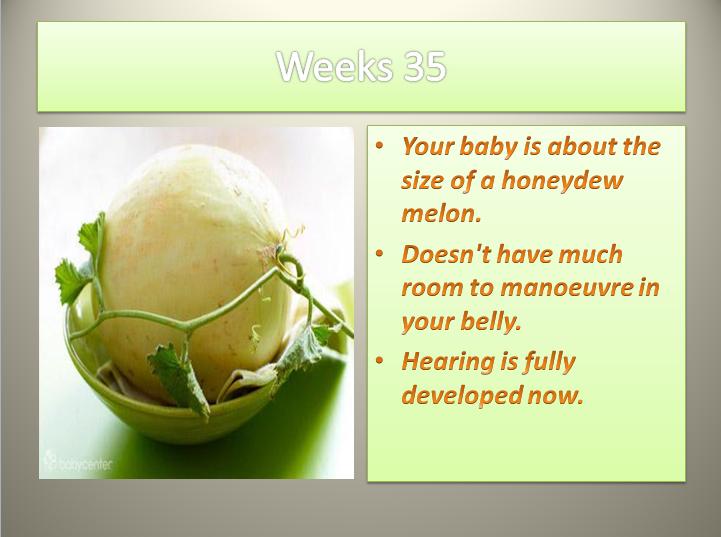 Weeks 35
• Your baby is about the
size of a honeydew
melon.
• Doesn't have much
room to manoeuvre in
your belly.
• Hearing is fully
developed now.
babycenter